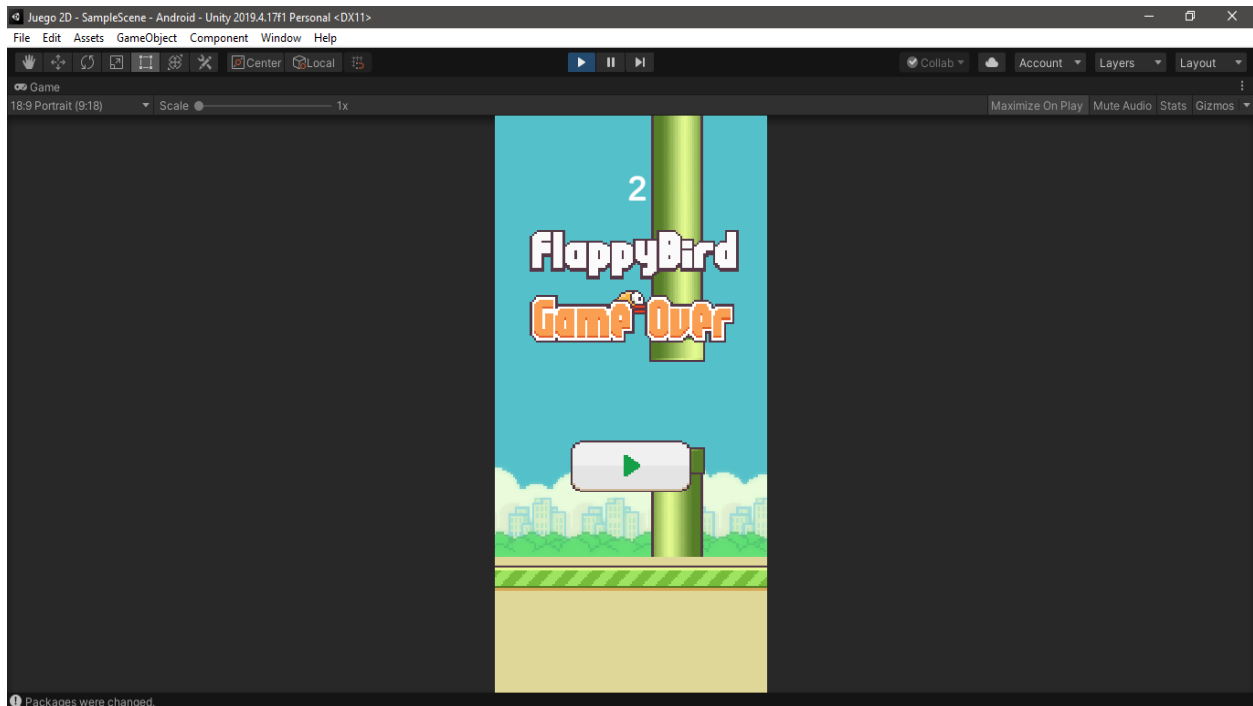 Juego 2D - SampleScene - Android - Unity 2019.4.17f1 Personal <DX11>
File Edit Assets GameObject Component Window Help
Center Local Collab Account Layers Layout
Game
18:9 Portrait (9:18) Scale 1x Maximize On Play Mute Audio Stats Gizmos
2
FlappyBird
Game Over
Packages were changed.